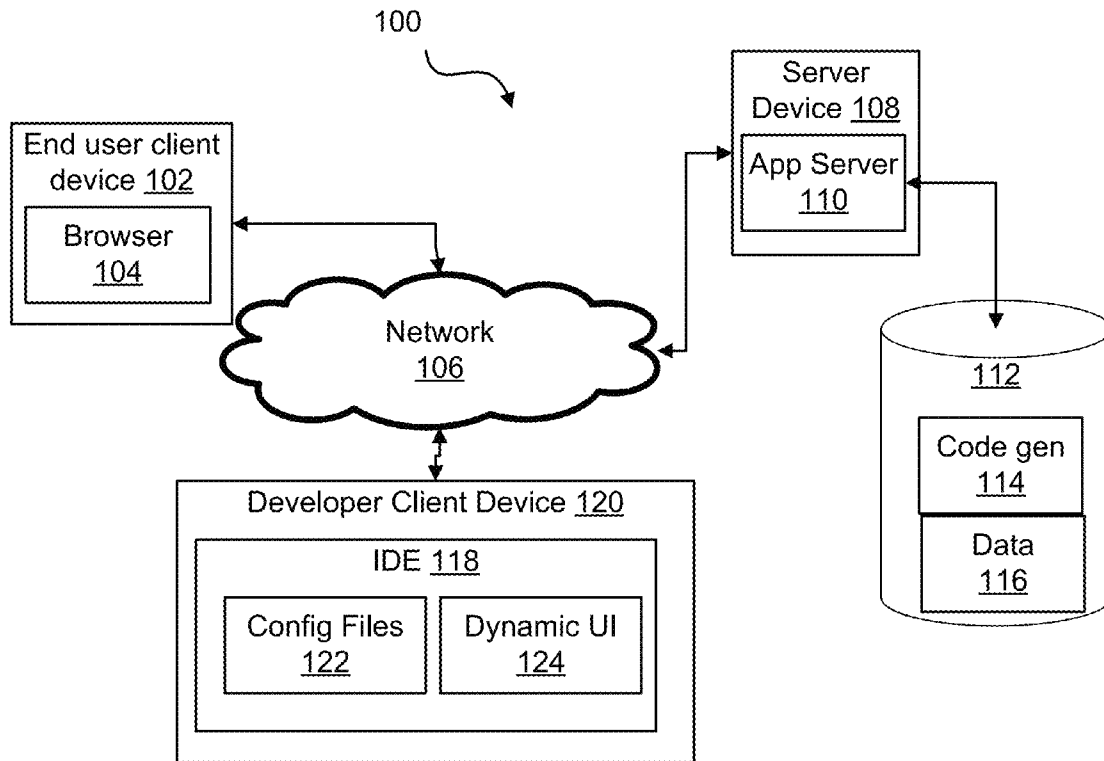 100
End user client
device 102
Browser
104
Server
Device 108
App Server
110
Network
106
112
Code gen
114
Data
116
Developer Client Device 120
IDE 118
Config Files
122
Dynamic UI
124